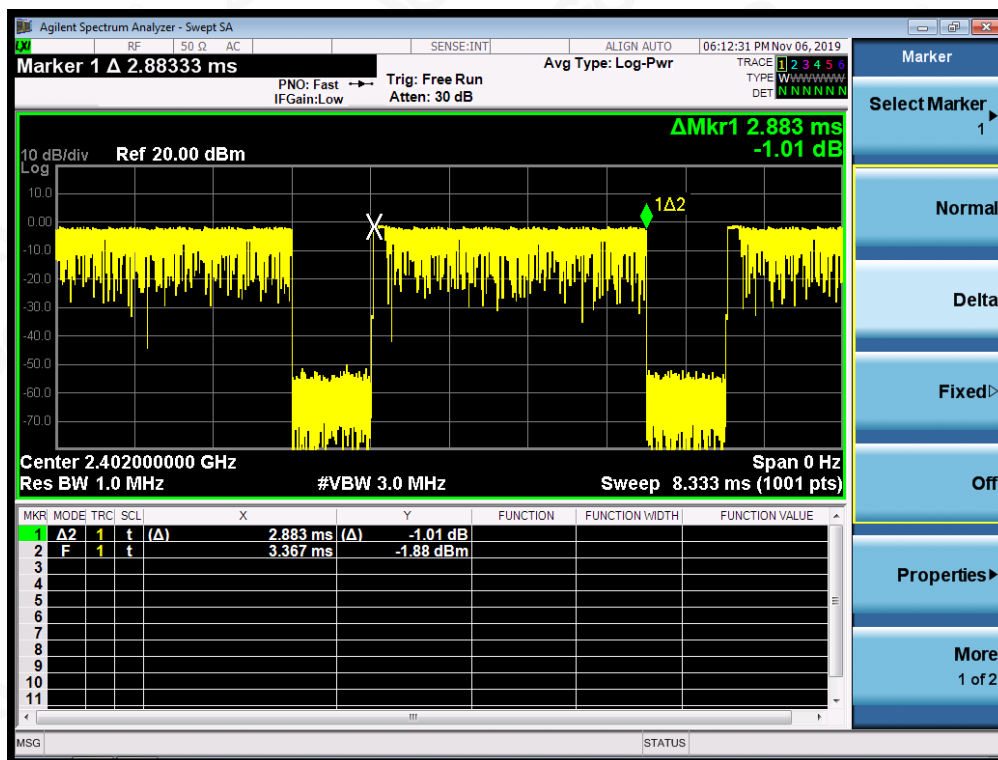 Agilent Spectrum Analyzer - Swept SA
LXI RF 50 Ω AC SENSE:INT ALIGN AUTO 06:12:31 PM Nov 06, 2019
Marker 1 Δ 2.88333 ms
PNO: Fast
IFGain:Low
Trig: Free Run
Atten: 30 dB
Avg Type: Log-Pwr
TRACE 1 2 3 4 5 6
TYPE WWWWWWW
DET N N N N N N
ΔMkr1 2.883 ms
-1.01 dB
10 dB/div Ref 20.00 dBm
Log
10.0
0.00
-10.0
-20.0
-30.0
-40.0
-50.0
-60.0
-70.0
X
1Δ2
Center 2.402000000 GHz Span 0 Hz
Res BW 1.0 MHz #VBW 3.0 MHz Sweep 8.333 ms (1001 pts)
MKR MODE TRC SCL X Y FUNCTION FUNCTION WIDTH FUNCTION VALUE
1 Δ2 1 t (Δ) 2.883 ms (Δ) -1.01 dB
2 F 1 t 3.367 ms -1.88 dBm
3
4
5
6
7
8
9
10
11
MSG STATUS
Marker
Select Marker
1
Normal
Delta
Fixed
Off
Properties
More
1 of 2